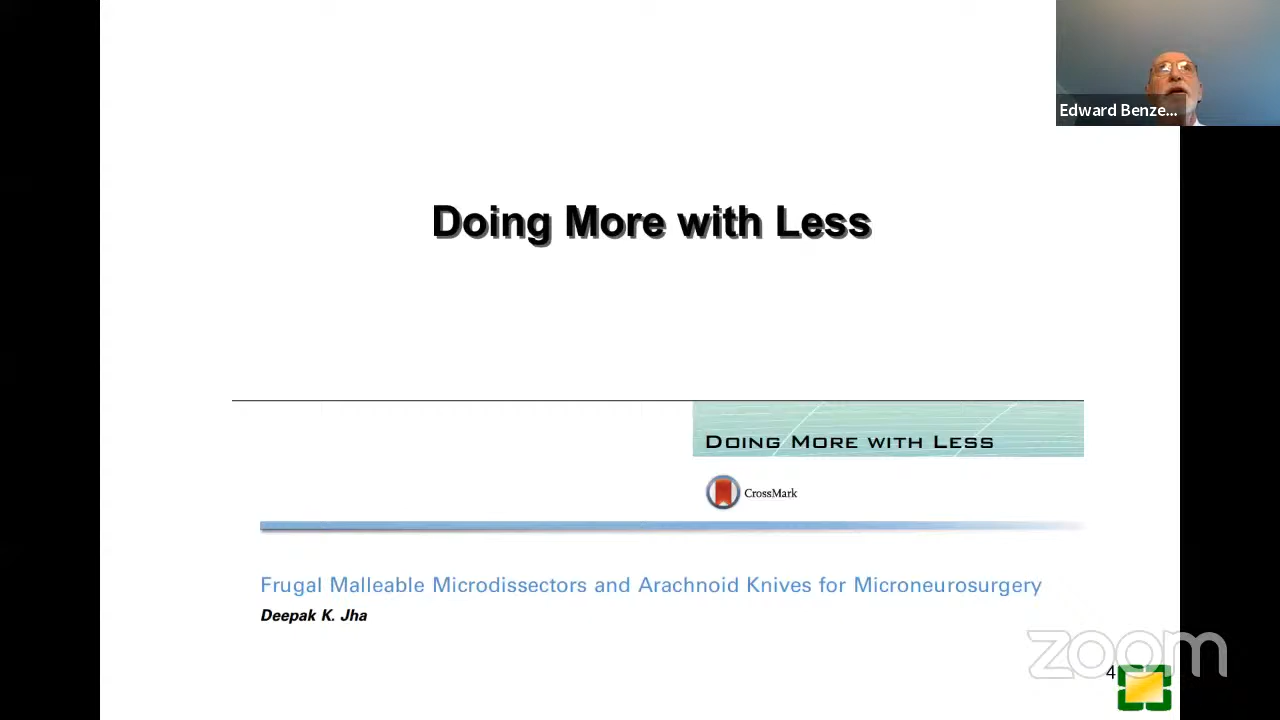 Edward Benze...
Doing More with Less
DOING MORE WITH LESS
CrossMark
Frugal Malleable Microdissectors and Arachnoid Knives for Microneurosurgery
Deepak K. Jha
zoom
4